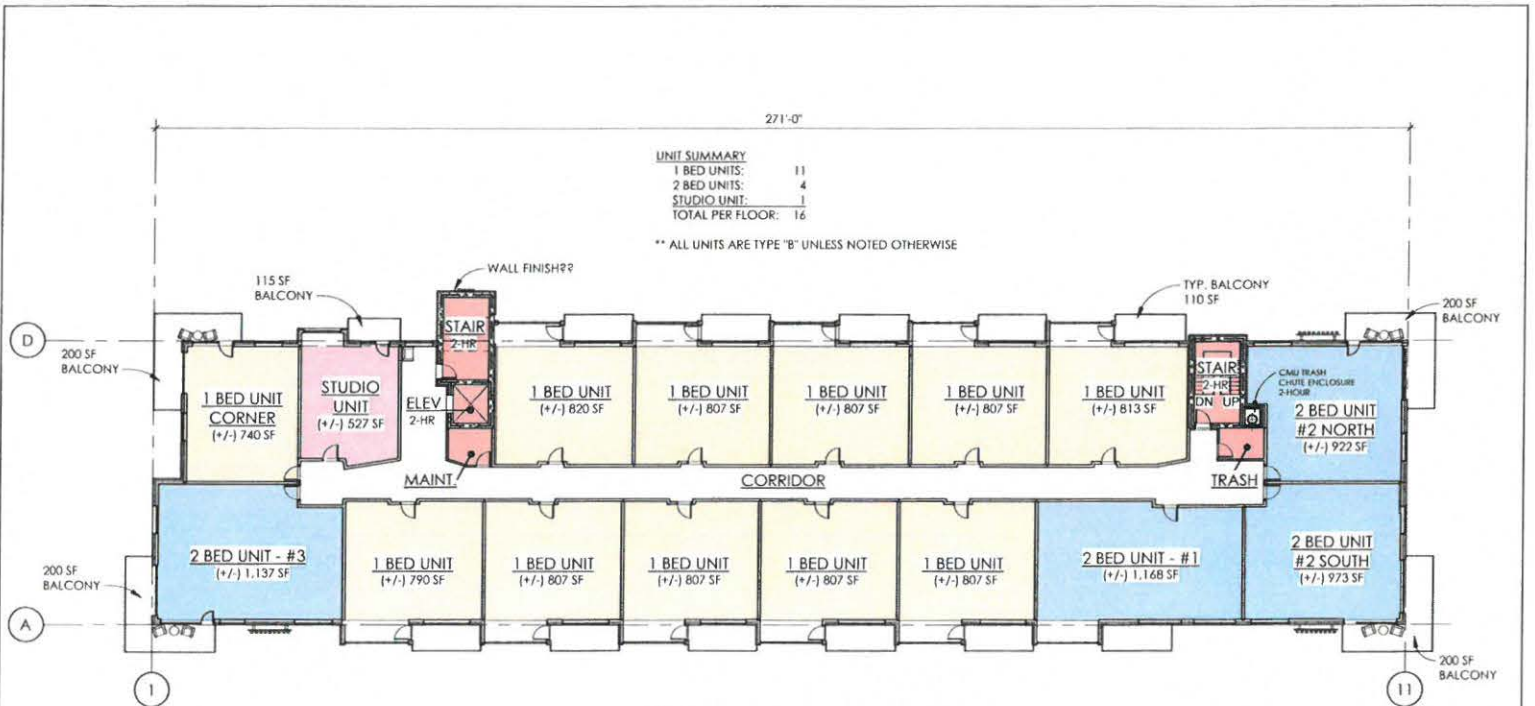 271'-0"
UNIT SUMMARY
1 BED UNITS: 11
2 BED UNITS: 4
STUDIO UNIT: 1
TOTAL PER FLOOR: 16
** ALL UNITS ARE TYPE "B" UNLESS NOTED OTHERWISE
WALL FINISH??
115 SF
BALCONY
TYP. BALCONY
110 SF
200 SF
BALCONY
D
200 SF
BALCONY
STAIR
2-HR
1 BED UNIT
CORNER
(+/-) 740 SF
STUDIO
UNIT
(+/-) 527 SF
ELEV
2-HR
1 BED UNIT
(+/-) 820 SF
1 BED UNIT
(+/-) 807 SF
1 BED UNIT
(+/-) 807 SF
1 BED UNIT
(+/-) 807 SF
1 BED UNIT
(+/-) 813 SF
STAIR
2-HR
DN UP
CMU TRASH
CHUTE ENCLOSURE
2-HOUR
2 BED UNIT
#2 NORTH
(+/-) 922 SF
MAINT.
CORRIDOR
TRASH
2 BED UNIT - #3
(+/-) 1,137 SF
1 BED UNIT
(+/-) 790 SF
1 BED UNIT
(+/-) 807 SF
1 BED UNIT
(+/-) 807 SF
1 BED UNIT
(+/-) 807 SF
1 BED UNIT
(+/-) 807 SF
2 BED UNIT - #1
(+/-) 1,168 SF
2 BED UNIT
#2 SOUTH
(+/-) 973 SF
200 SF
BALCONY
A
200 SF
BALCONY
1
11